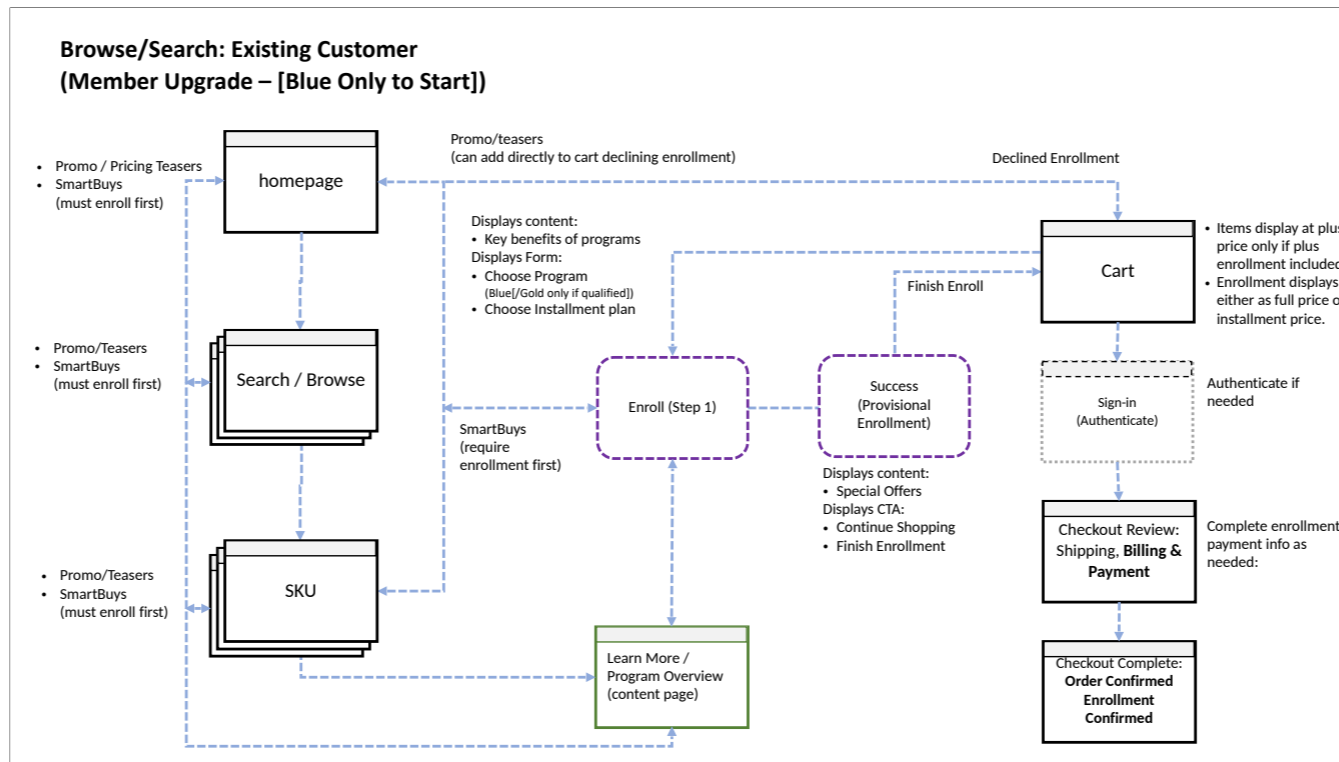 Browse/Search: Existing Customer
(Member Upgrade – [Blue Only to Start])
• Promo / Pricing Teasers
• SmartBuys
(must enroll first)
homepage
Promo/teasers
(can add directly to cart declining enrollment)
Declined Enrollment
Displays content:
• Key benefits of programs
Displays Form:
• Choose Program
(Blue[/Gold only if qualified])
• Choose Installment plan
Finish Enroll
Cart
• Items display at plus
price only if plus
enrollment included
• Enrollment displays
either as full price
installment price.
• Promo/Teasers
• SmartBuys
(must enroll first)
Search / Browse
Enroll (Step 1)
Success
(Provisional
Enrollment)
Sign-in
(Authenticate)
Authenticate if
needed
SmartBuys
(require
enrollment first)
Displays content:
• Special Offers
Displays CTA:
• Continue Shopping
• Finish Enrollment
Checkout Review:
Shipping, Billing &
Payment
Complete enrollment
payment info as
needed:
• Promo/Teasers
• SmartBuys
(must enroll first)
SKU
Learn More /
Program Overview
(content page)
Checkout Complete:
Order Confirmed
Enrollment
Confirmed